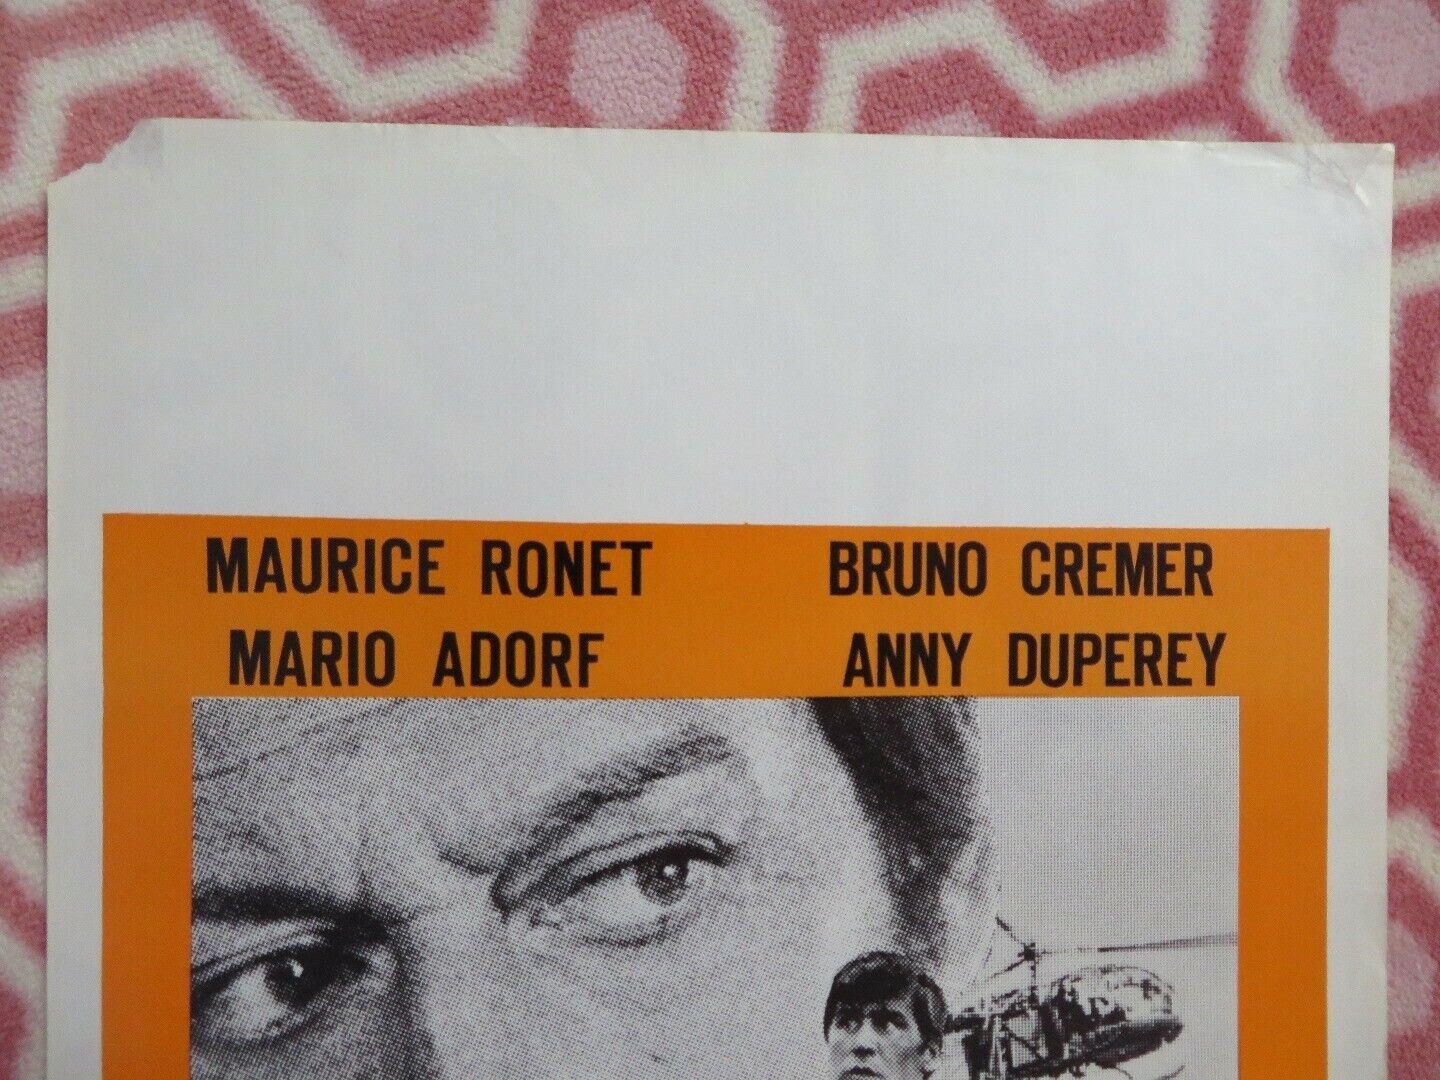 MAURICE RONET BRUNO CREMER
MARIO ADORF ANNY DUPEREY